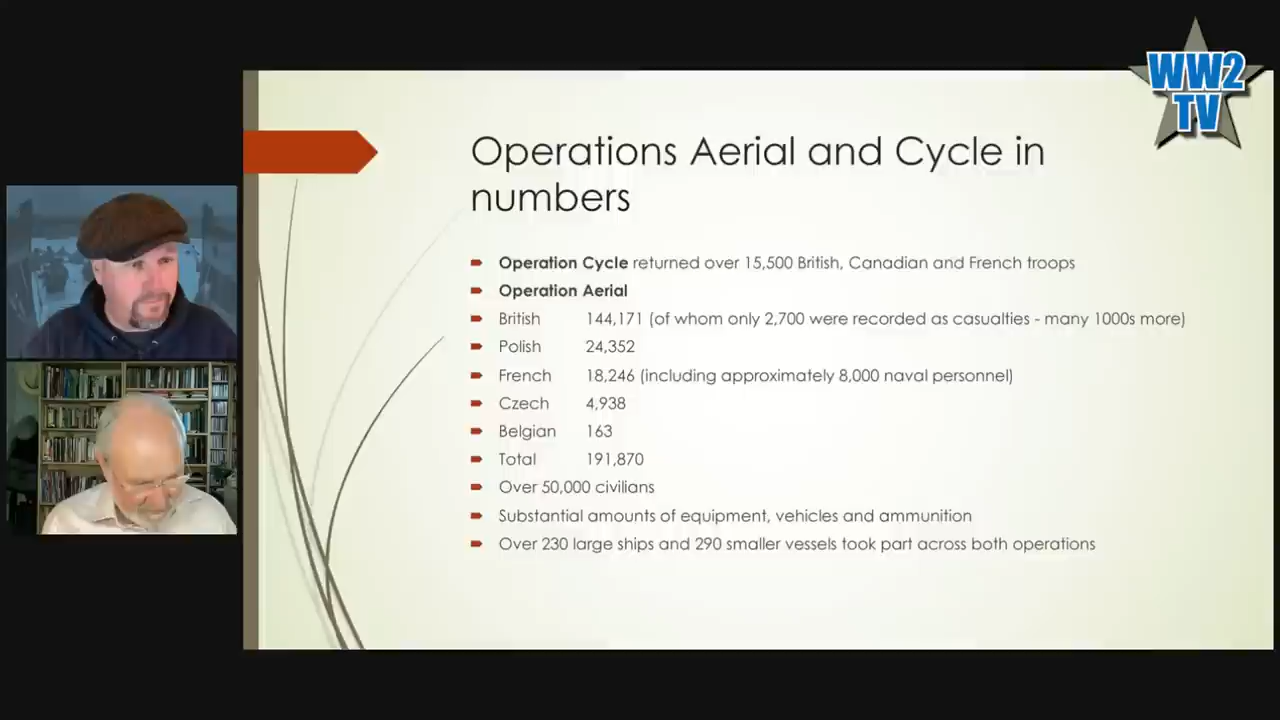 WW2
TV
Operations Aerial and Cycle in
numbers
Operation Cycle returned over 15,500 British, Canadian and French troops
Operation Aerial
British 144,171 (of whom only 2,700 were recorded as casualties - many 1000s more)
Polish 24,352
French 18,246 (including approximately 8,000 naval personnel)
Czech 4,938
Belgian 163
Total 191,870
Over 50,000 civilians
Substantial amounts of equipment, vehicles and ammunition
Over 230 large ships and 290 smaller vessels took part across both operations